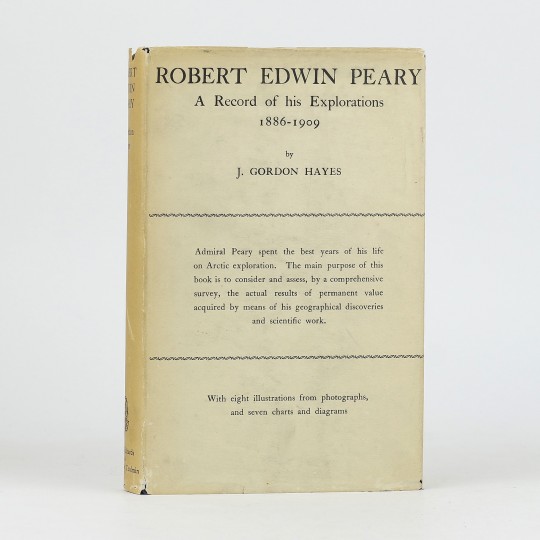 ROBERT EDWIN PEARY
A Record of his Explorations
1886-1909
by
J. GORDON HAYES
Admiral Peary spent the best years of his life
on Arctic exploration. The main purpose of this
book is to consider and assess, by a comprehensive
survey, the actual results of permanent value
acquired by means of his geographical discoveries
and scientific work.
With eight illustrations from photographs,
and seven charts and diagrams